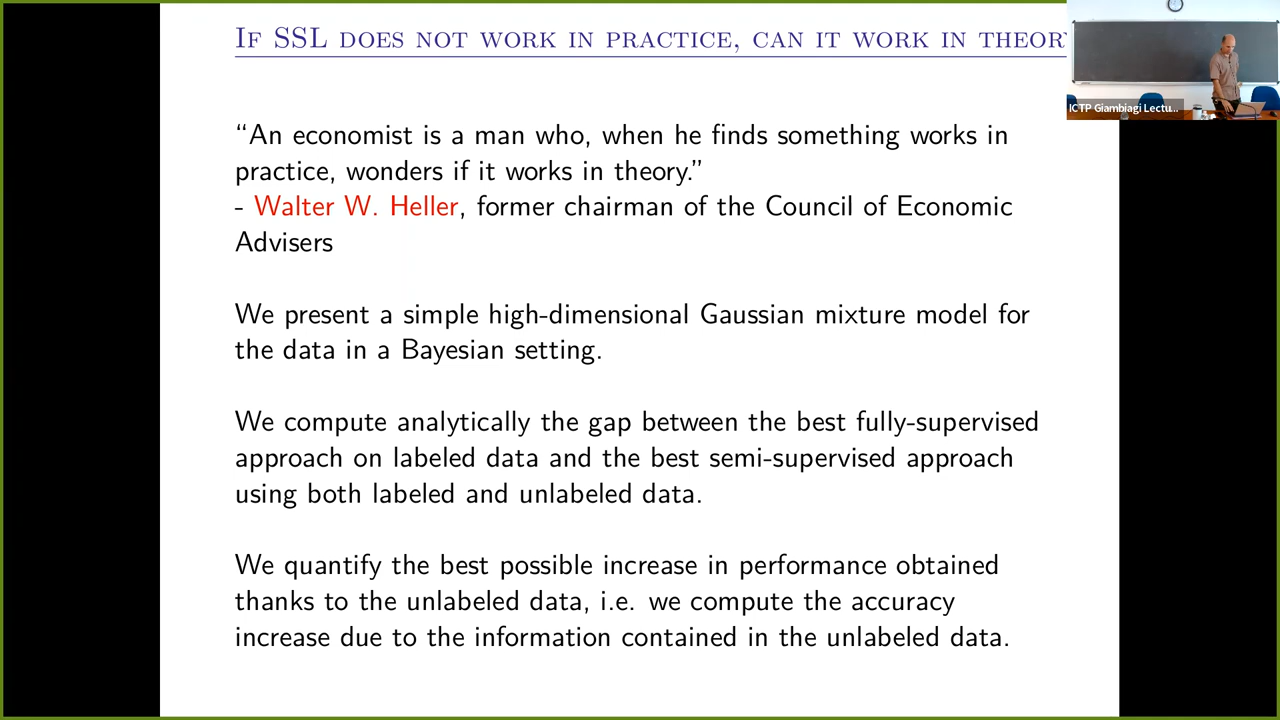 IF SSL DOES NOT WORK IN PRACTICE, CAN IT WORK IN THEOR
ICTP Giambiagi Lectu...
“An economist is a man who, when he finds something works in
practice, wonders if it works in theory.”
- Walter W. Heller, former chairman of the Council of Economic
Advisers
We present a simple high-dimensional Gaussian mixture model for
the data in a Bayesian setting.
We compute analytically the gap between the best fully-supervised
approach on labeled data and the best semi-supervised approach
using both labeled and unlabeled data.
We quantify the best possible increase in performance obtained
thanks to the unlabeled data, i.e. we compute the accuracy
increase due to the information contained in the unlabeled data.